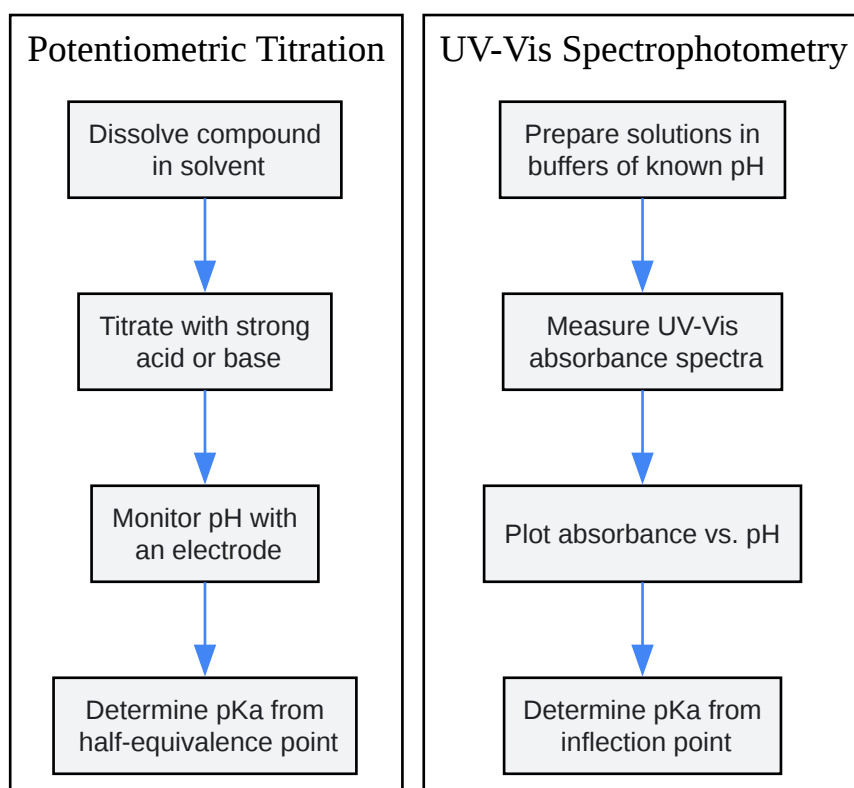 Potentiometric Titration
Dissolve compound
in solvent
Titrate with strong
acid or base
Monitor pH with
an electrode
Determine pKa from
half-equivalence point
UV-Vis Spectrophotometry
Prepare solutions in
buffers of known pH
Measure UV-Vis
absorbance spectra
Plot absorbance vs. pH
Determine pKa from
inflection point